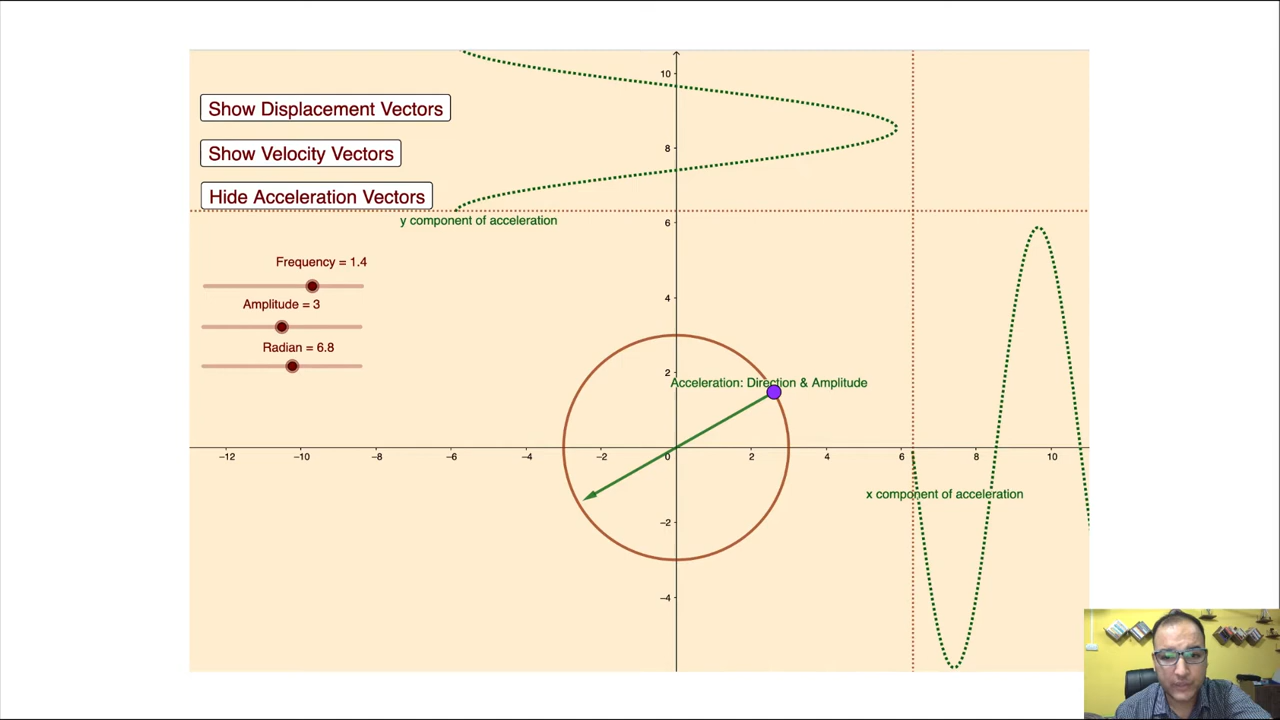 Show Displacement Vectors
Show Velocity Vectors
Hide Acceleration Vectors
y component of acceleration
Frequency = 1.4
Amplitude = 3
Radian = 6.8
Acceleration: Direction & Amplitude
x component of acceleration
10
8
6
4
2
−12
−10
−8
−6
−4
−2
0
2
4
6
8
10
−2
−4